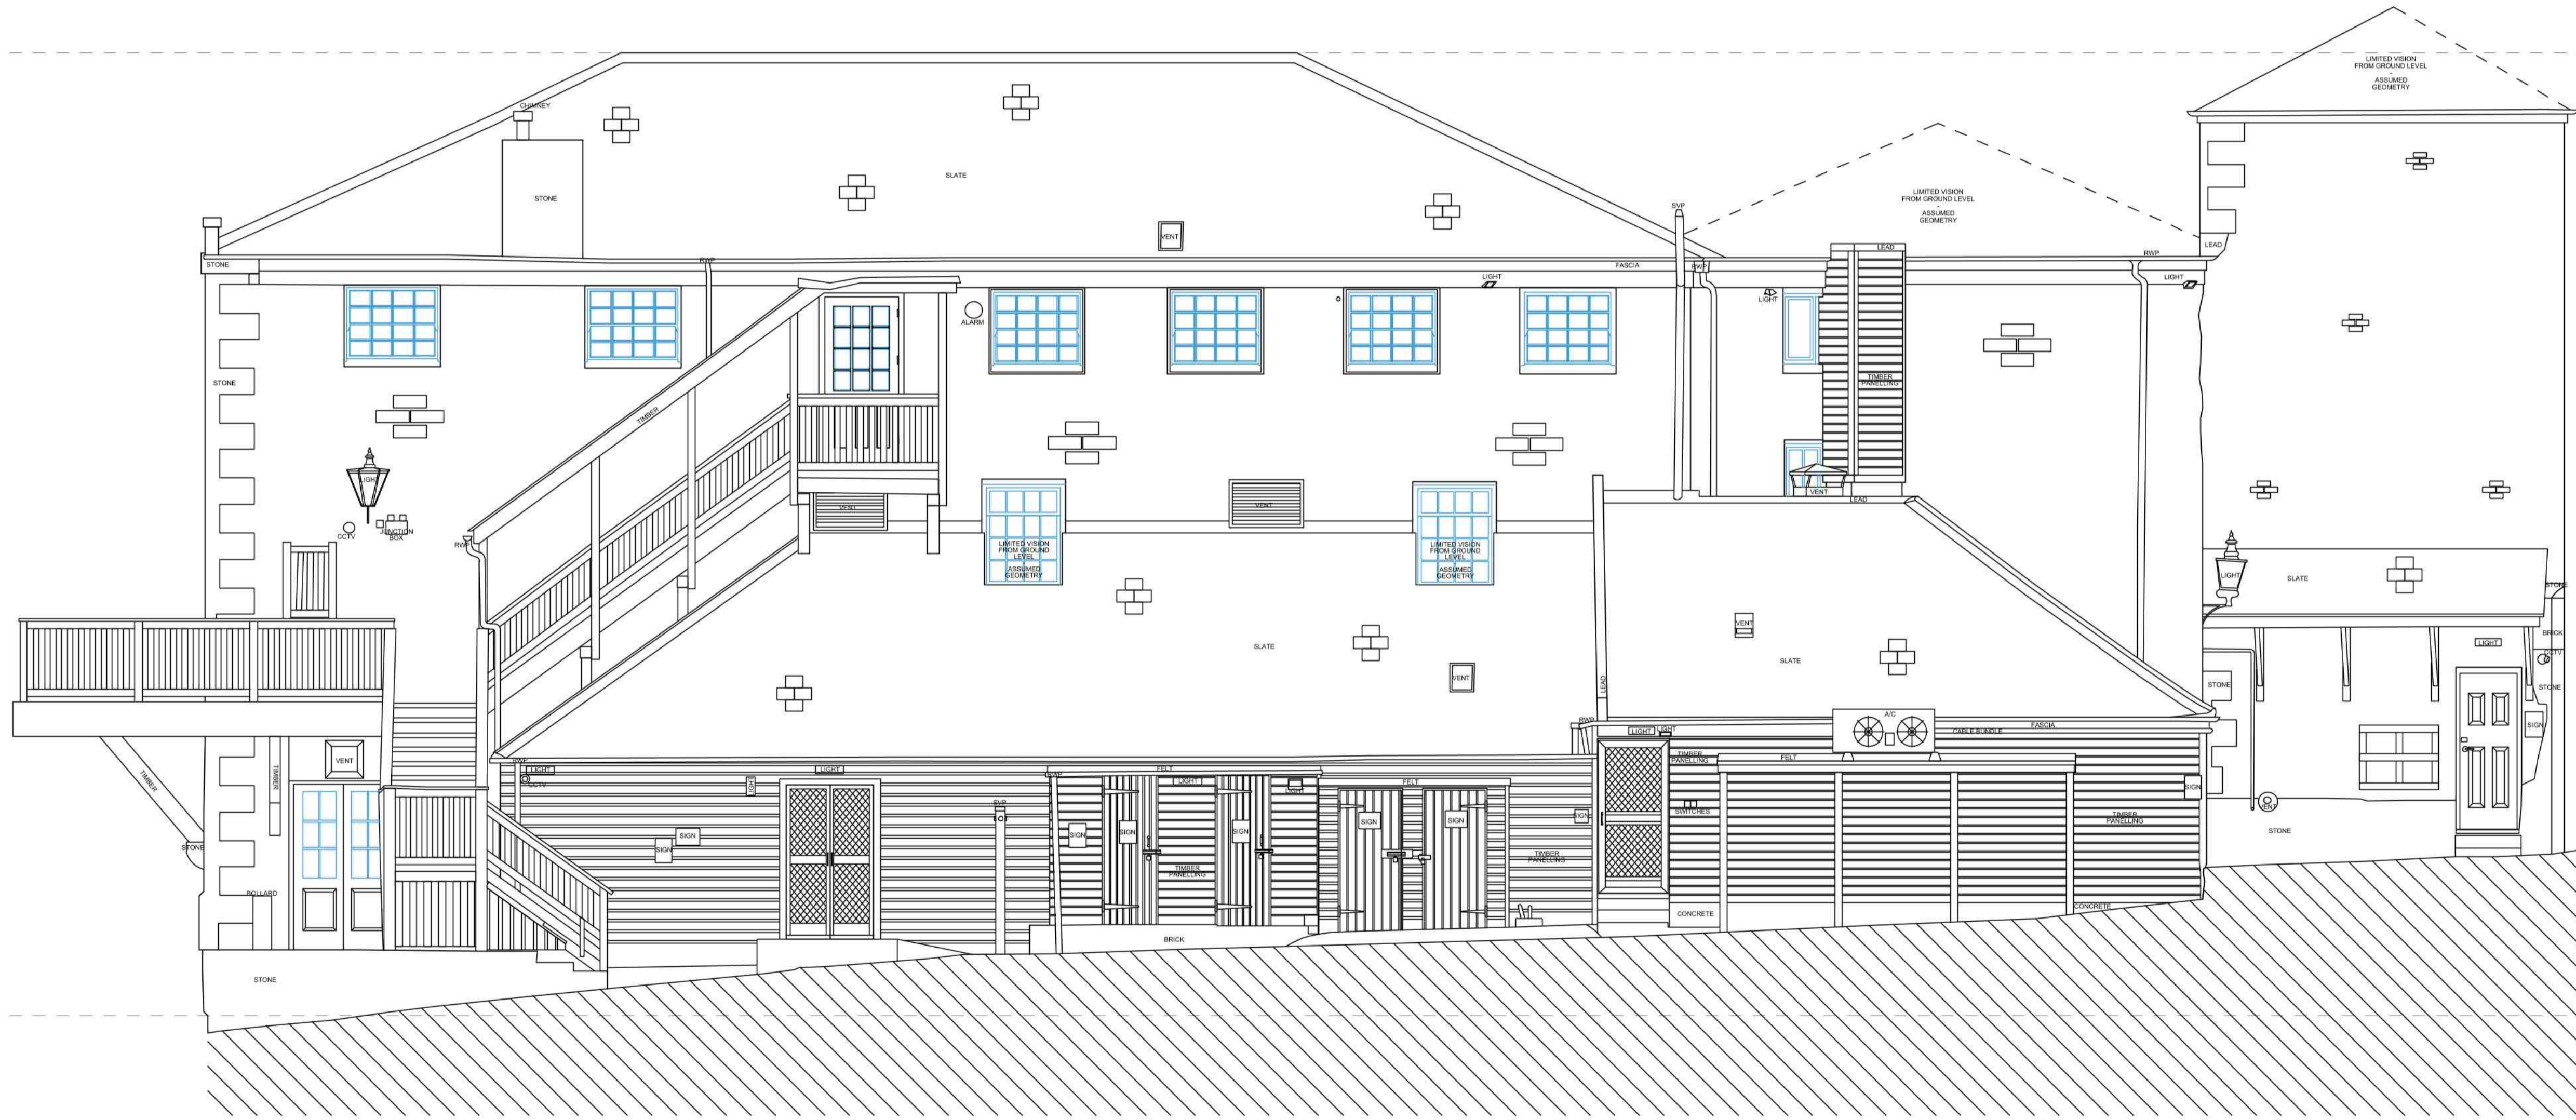 LIMITED VISION
FROM GROUND LEVEL
-
ASSUMED
GEOMETRY
CHIMNEY
SLATE
STONE
LIMITED VISION
FROM GROUND LEVEL
-
ASSUMED
GEOMETRY
SVP
VENT
LEAD
LEAD
STONE
RWP
FASCIA
RWP
RWP
LIGHT
LIGHT
LIGHT
ALARM
STONE
TIMBER
PANELLING
TIMBER
LIGHT
VENT
LEAD
VENT
VENT
CCTV
JUNCTION
BOX
RWP
LIMITED VISION
FROM GROUND
LEVEL
-
ASSUMED
GEOMETRY
LIMITED VISION
FROM GROUND
LEVEL
-
ASSUMED
GEOMETRY
LIGHT
SLATE
STONE
VENT
BRICK
LIGHT
CCTV
SLATE
SLATE
VENT
LEAD
STONE
STONE
A/C
RWP
FASCIA
SIGN
LIGHT
LIGHT
CABLE BUNDLE
TIMBER
PANELLING
FELT
VENT
TIMBER
TIMBER
RWP
LIGHT
CCTV
LIGHT
LIGHT
FELT
RWP
LIGHT
LIGHT
FELT
SIGN
SVP
SWITCHES
SIGN
VENT
TIMBER
PANELLING
STONE
SIGN
SIGN
SIGN
SIGN
SIGN
SIGN
SIGN
STONE
TIMBER
PANELLING
TIMBER
PANELLING
BOLLARD
CONCRETE
CONCRETE
BRICK
STONE